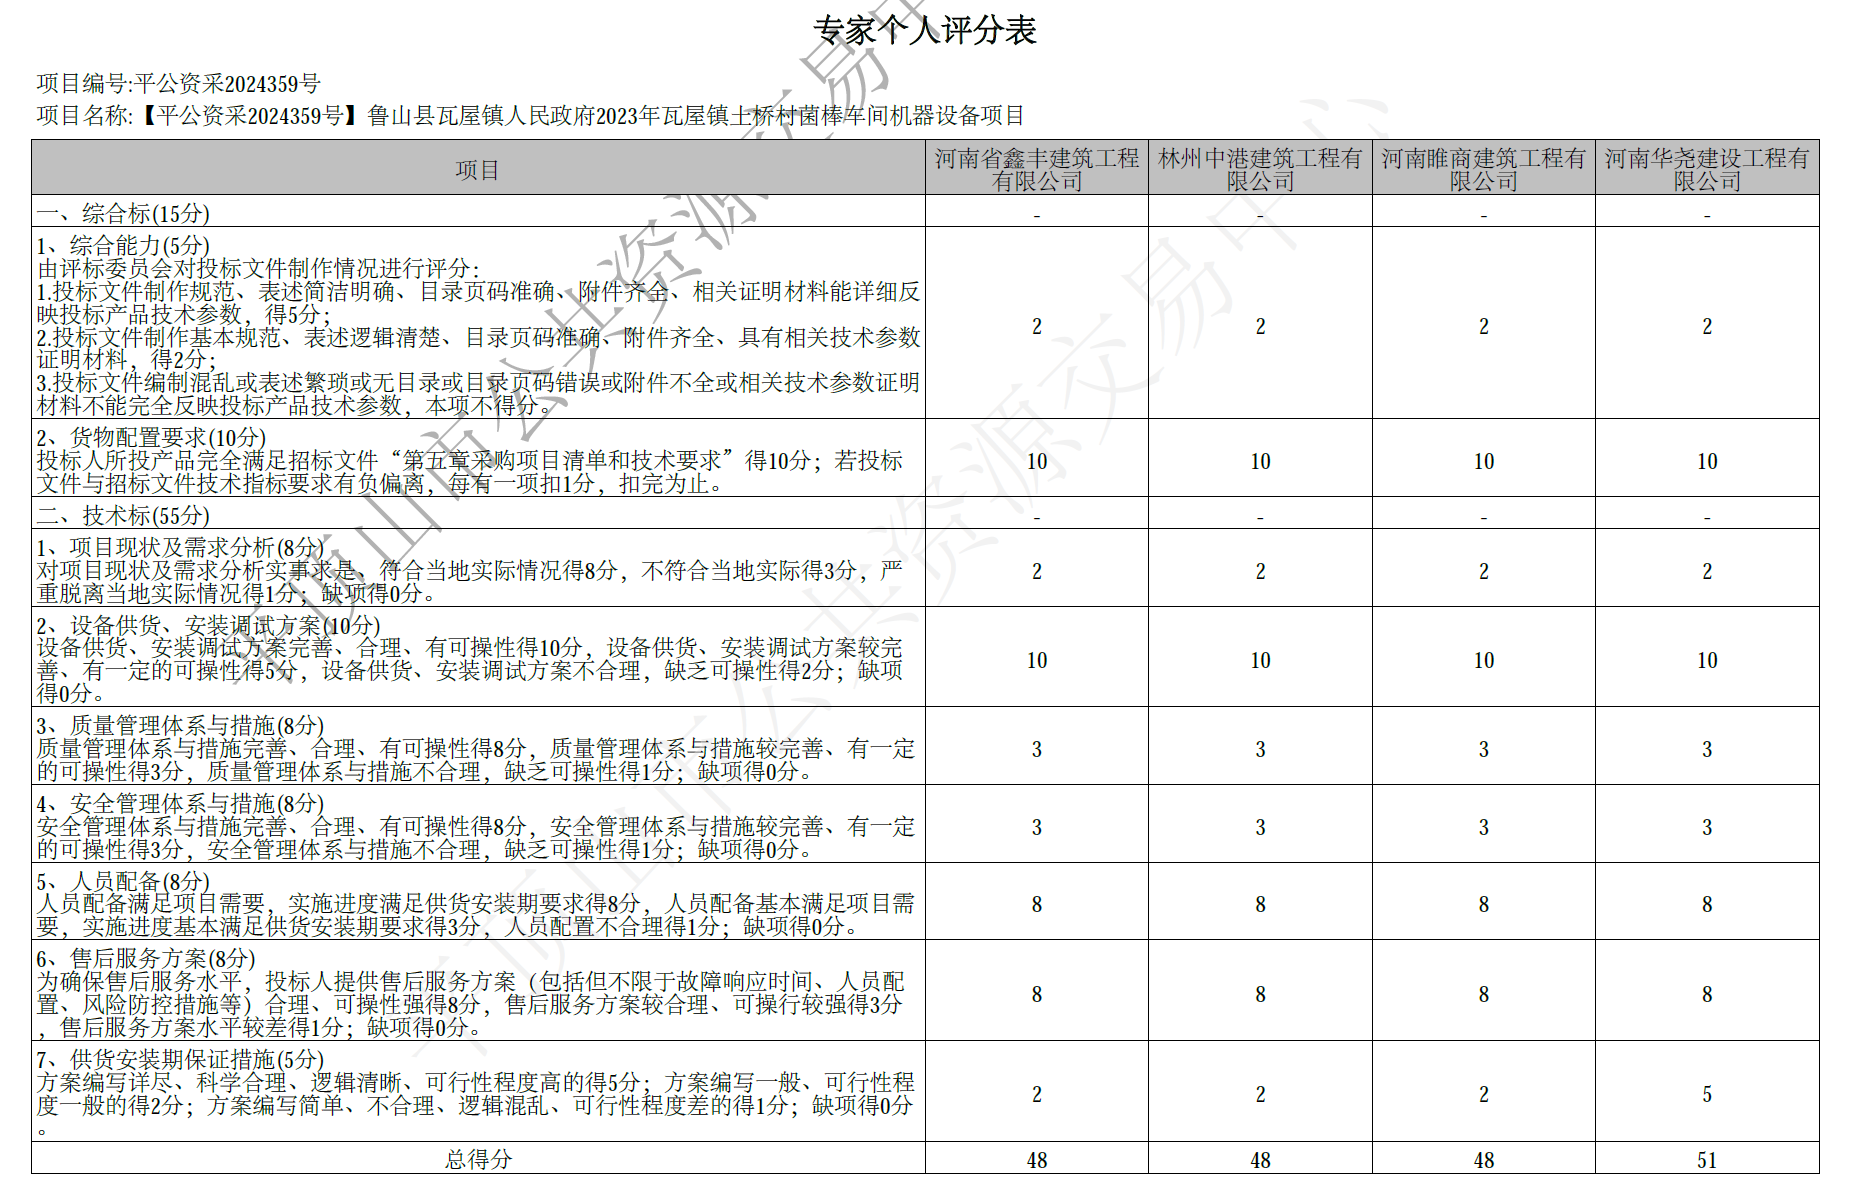 专家个人评分表
项目编号:平公资采2024359号
项目名称:【平公资采2024359号】鲁山县瓦屋镇人民政府2023年瓦屋镇土桥村菌棒车间机器设备项目
项目 河南省鑫丰建筑工程有限公司 林州中港建筑工程有限公司 河南睢商建筑工程有限公司 河南华尧建设工程有限公司
一、综合标(15分) - - - -
1、综合能力(5分)
由评标委员会对投标文件制作情况进行评分：
1.投标文件制作规范、表述简洁明确、目录页码准确、附件齐全、相关证明材料能详细反
映投标产品技术参数，得5分；
2.投标文件制作基本规范、表述逻辑清楚、目录页码准确、附件齐全、具有相关技术参数
证明材料，得2分；
3.投标文件编制混乱或表述繁琐或无目录或目录页码错误或附件不全或相关技术参数证明
材料不能完全反映投标产品技术参数，本项不得分。
2 2 2 2
2、货物配置要求(10分)
投标人所投产品完全满足招标文件“第五章采购项目清单和技术要求”得10分；若投标
文件与招标文件技术指标要求有负偏离，每有一项扣1分，扣完为止。
10 10 10 10
二、技术标(55分) - - - -
1、项目现状及需求分析(8分)
对项目现状及需求分析实事求是、符合当地实际情况得8分，不符合当地实际得3分，严
重脱离当地实际情况得1分；缺项得0分。
2 2 2 2
2、设备供货、安装调试方案(10分)
设备供货、安装调试方案完善、合理、有可操性得10分，设备供货、安装调试方案较完
善、有一定的可操性得5分，设备供货、安装调试方案不合理，缺乏可操性得2分；缺项
得0分。
10 10 10 10
3、质量管理体系与措施(8分)
质量管理体系与措施完善、合理、有可操性得8分，质量管理体系与措施较完善、有一定
的可操性得3分，质量管理体系与措施不合理，缺乏可操性得1分；缺项得0分。
3 3 3 3
4、安全管理体系与措施(8分)
安全管理体系与措施完善、合理、有可操性得8分，安全管理体系与措施较完善、有一定
的可操性得3分，安全管理体系与措施不合理，缺乏可操性得1分；缺项得0分。
3 3 3 3
5、人员配备(8分)
人员配备满足项目需要，实施进度满足供货安装期要求得8分，人员配备基本满足项目需
要，实施进度基本满足供货安装期要求得3分，人员配置不合理得1分；缺项得0分。
8 8 8 8
6、售后服务方案(8分)
为确保售后服务水平，投标人提供售后服务方案（包括但不限于故障响应时间、人员配
置、风险防控措施等）合理、可操性强得8分，售后服务方案较合理、可操行较强得3分
，售后服务方案水平较差得1分；缺项得0分。
8 8 8 8
7、供货安装期保证措施(5分)
方案编写详尽、科学合理、逻辑清晰、可行性程度高的得5分；方案编写一般、可行性程
度一般的得2分；方案编写简单、不合理、逻辑混乱、可行性程度差的得1分；缺项得0分
。
2 2 2 5
总得分 48 48 48 51
平顶山市公共资源交易中
平顶山市公共资源交易中心